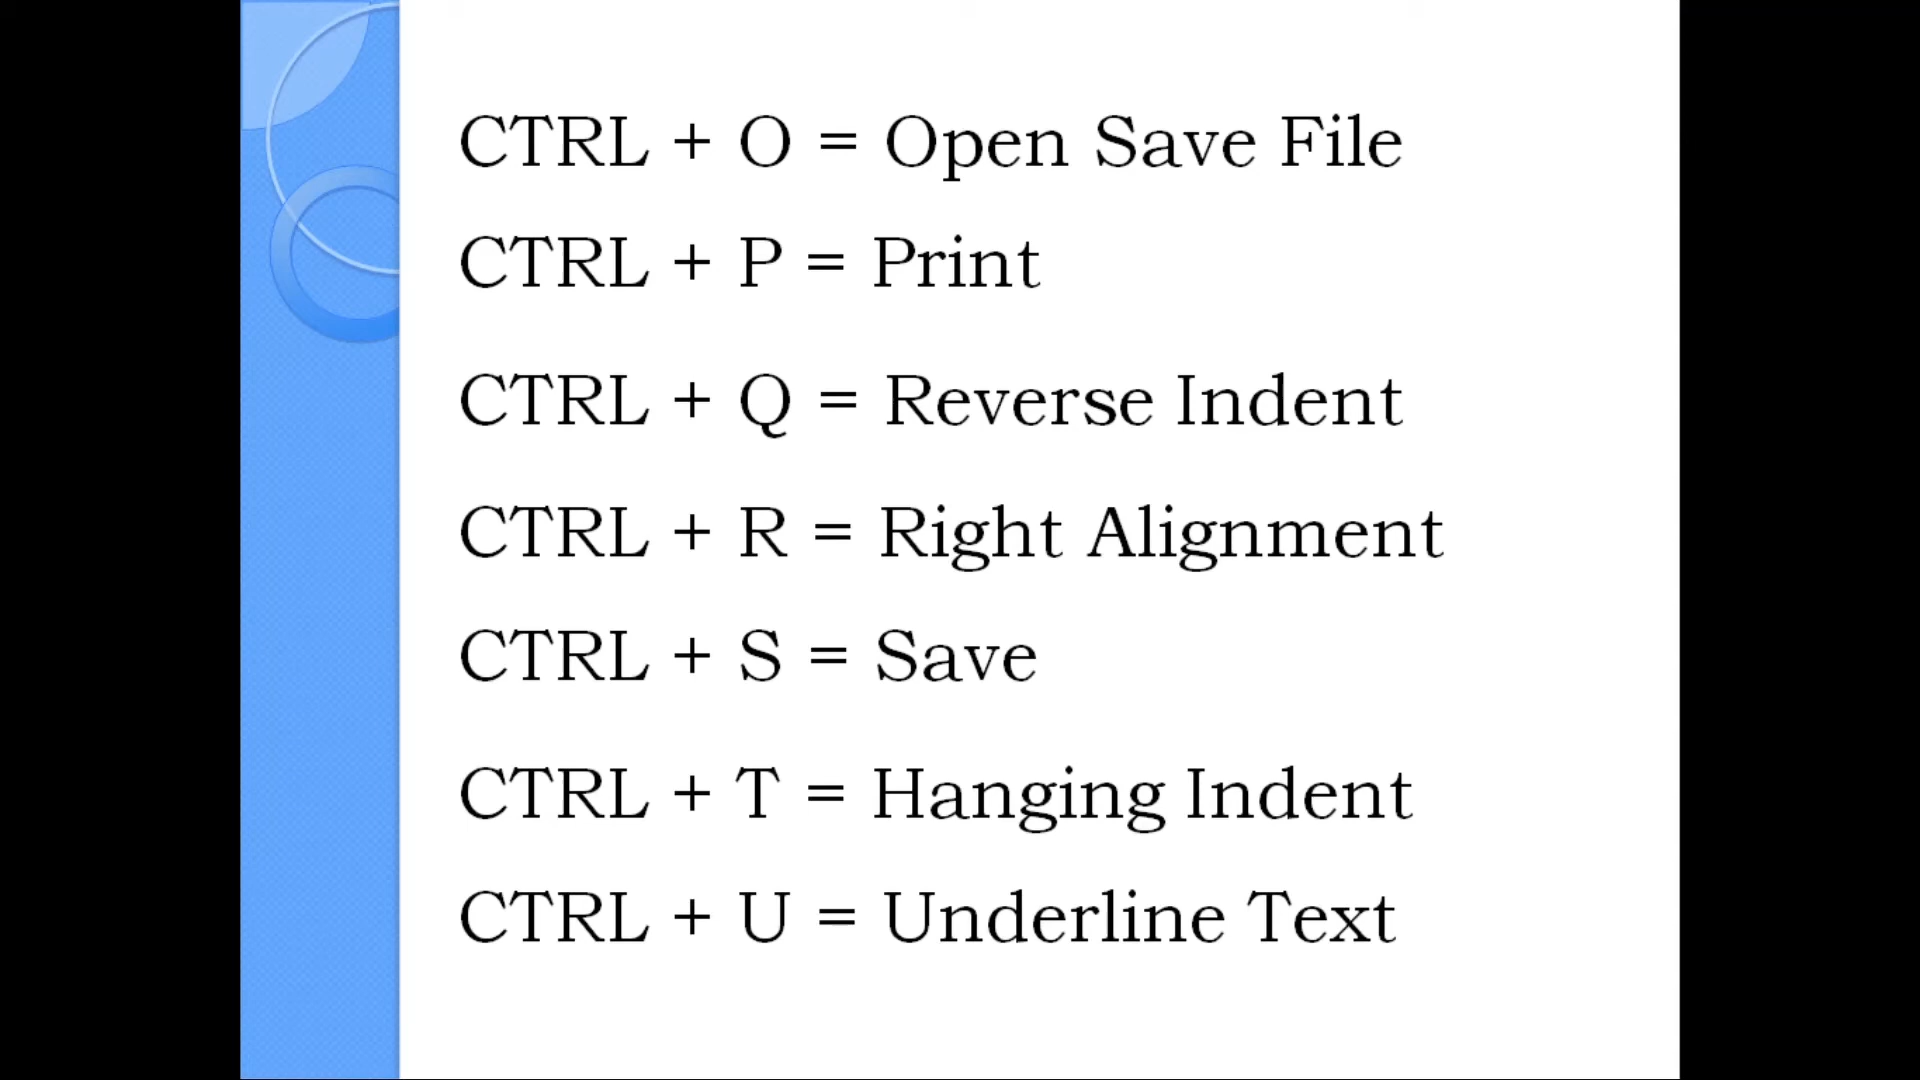 CTRL + O = Open Save File
CTRL + P = Print
CTRL + Q = Reverse Indent
CTRL + R = Right Alignment
CTRL + S = Save
CTRL + T = Hanging Indent
CTRL + U = Underline Text